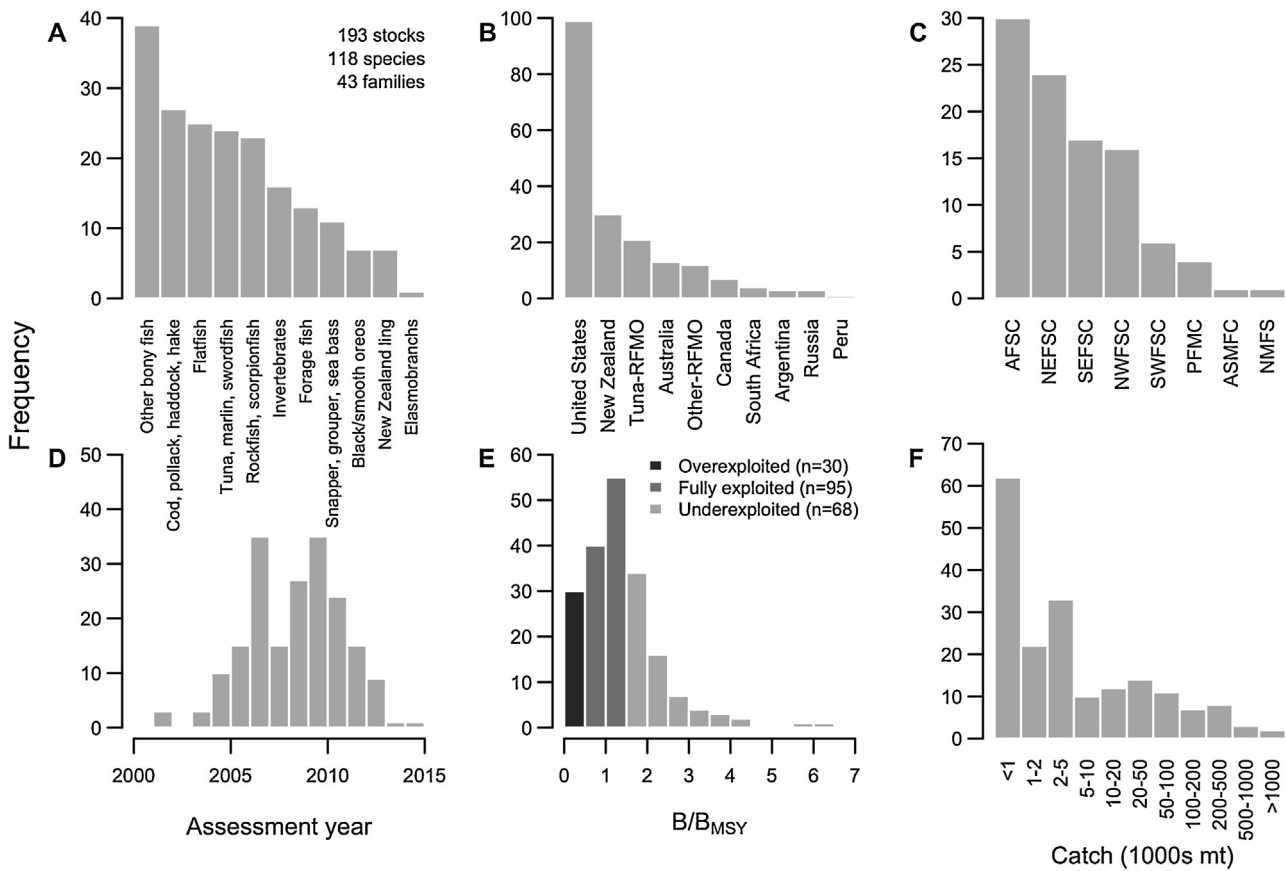 Frequency
A
193 stocks
118 species
43 families
40
30
20
10
0
Other bony fish
Cod, pollack, haddock, hake
Flatfish
Tuna, marlin, swordfish
Rockfish, scorpionfish
Invertebrates
Forage fish
Snapper, grouper, sea bass
Black/smooth oreos
New Zealand ling
Elasmobranchs
B
100
80
60
40
20
0
United States
New Zealand
Tuna-RFMO
Australia
Other-RFMO
Canada
South Africa
Argentina
Russia
Peru
C
30
25
20
15
10
5
0
AFSC
NEFSC
SEFSC
NWFSC
SWFSC
PFMC
ASMFC
NMFS
D
50
40
30
20
10
0
2000
2005
2010
2015
Assessment year
E
60
50
40
30
20
10
0
Overexploited (n=30)
Fully exploited (n=95)
Underexploited (n=68)
0
1
2
3
4
5
6
7
B/BMSY
F
70
60
50
40
30
20
10
0
<1
1-2
2-5
5-10
10-20
20-50
50-100
100-200
200-500
500-1000
>1000
Catch (1000s mt)